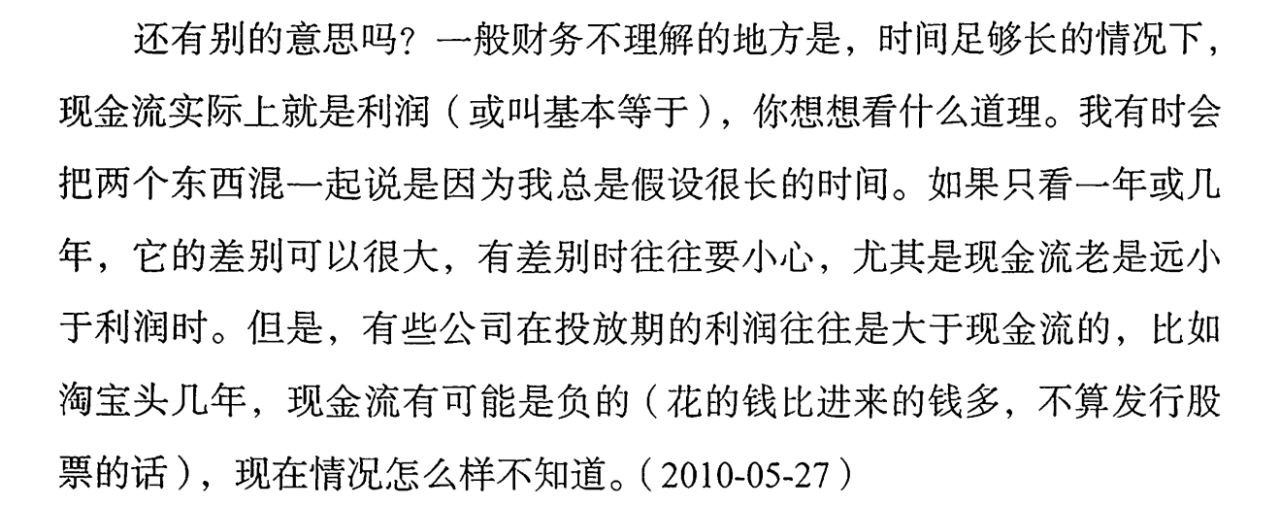 还有别的意思吗？一般财务不理解的地方是，时间足够长的情况下，
现金流实际上就是利润（或叫基本等于），你想想看什么道理。我有时会
把两个东西混一起说是因为我总是假设很长的时间。如果只看一年或几
年，它的差别可以很大，有差别时往往要小心，尤其是现金流老是远小
于利润时。但是，有些公司在投放期的利润往往是大于现金流的，比如
淘宝头几年，现金流有可能是负的（花的钱比进来的钱多，不算发行股
票的话），现在情况怎么样不知道。（2010-05-27）